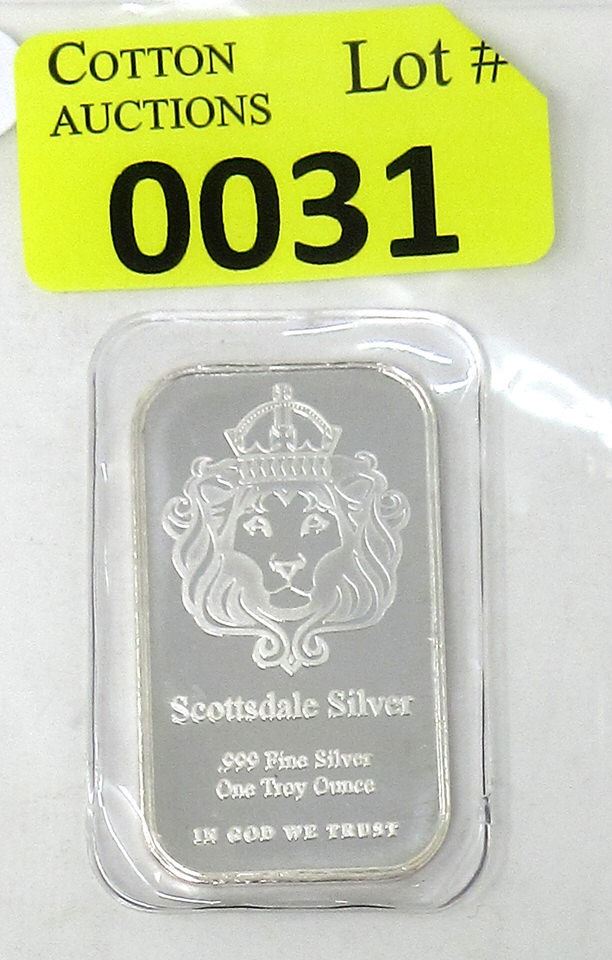 COTTON
AUCTIONS
Lot #
0031
Scottsdale Silver
.999 Fine Silver
One Troy Ounce
IN GOD WE TRUST